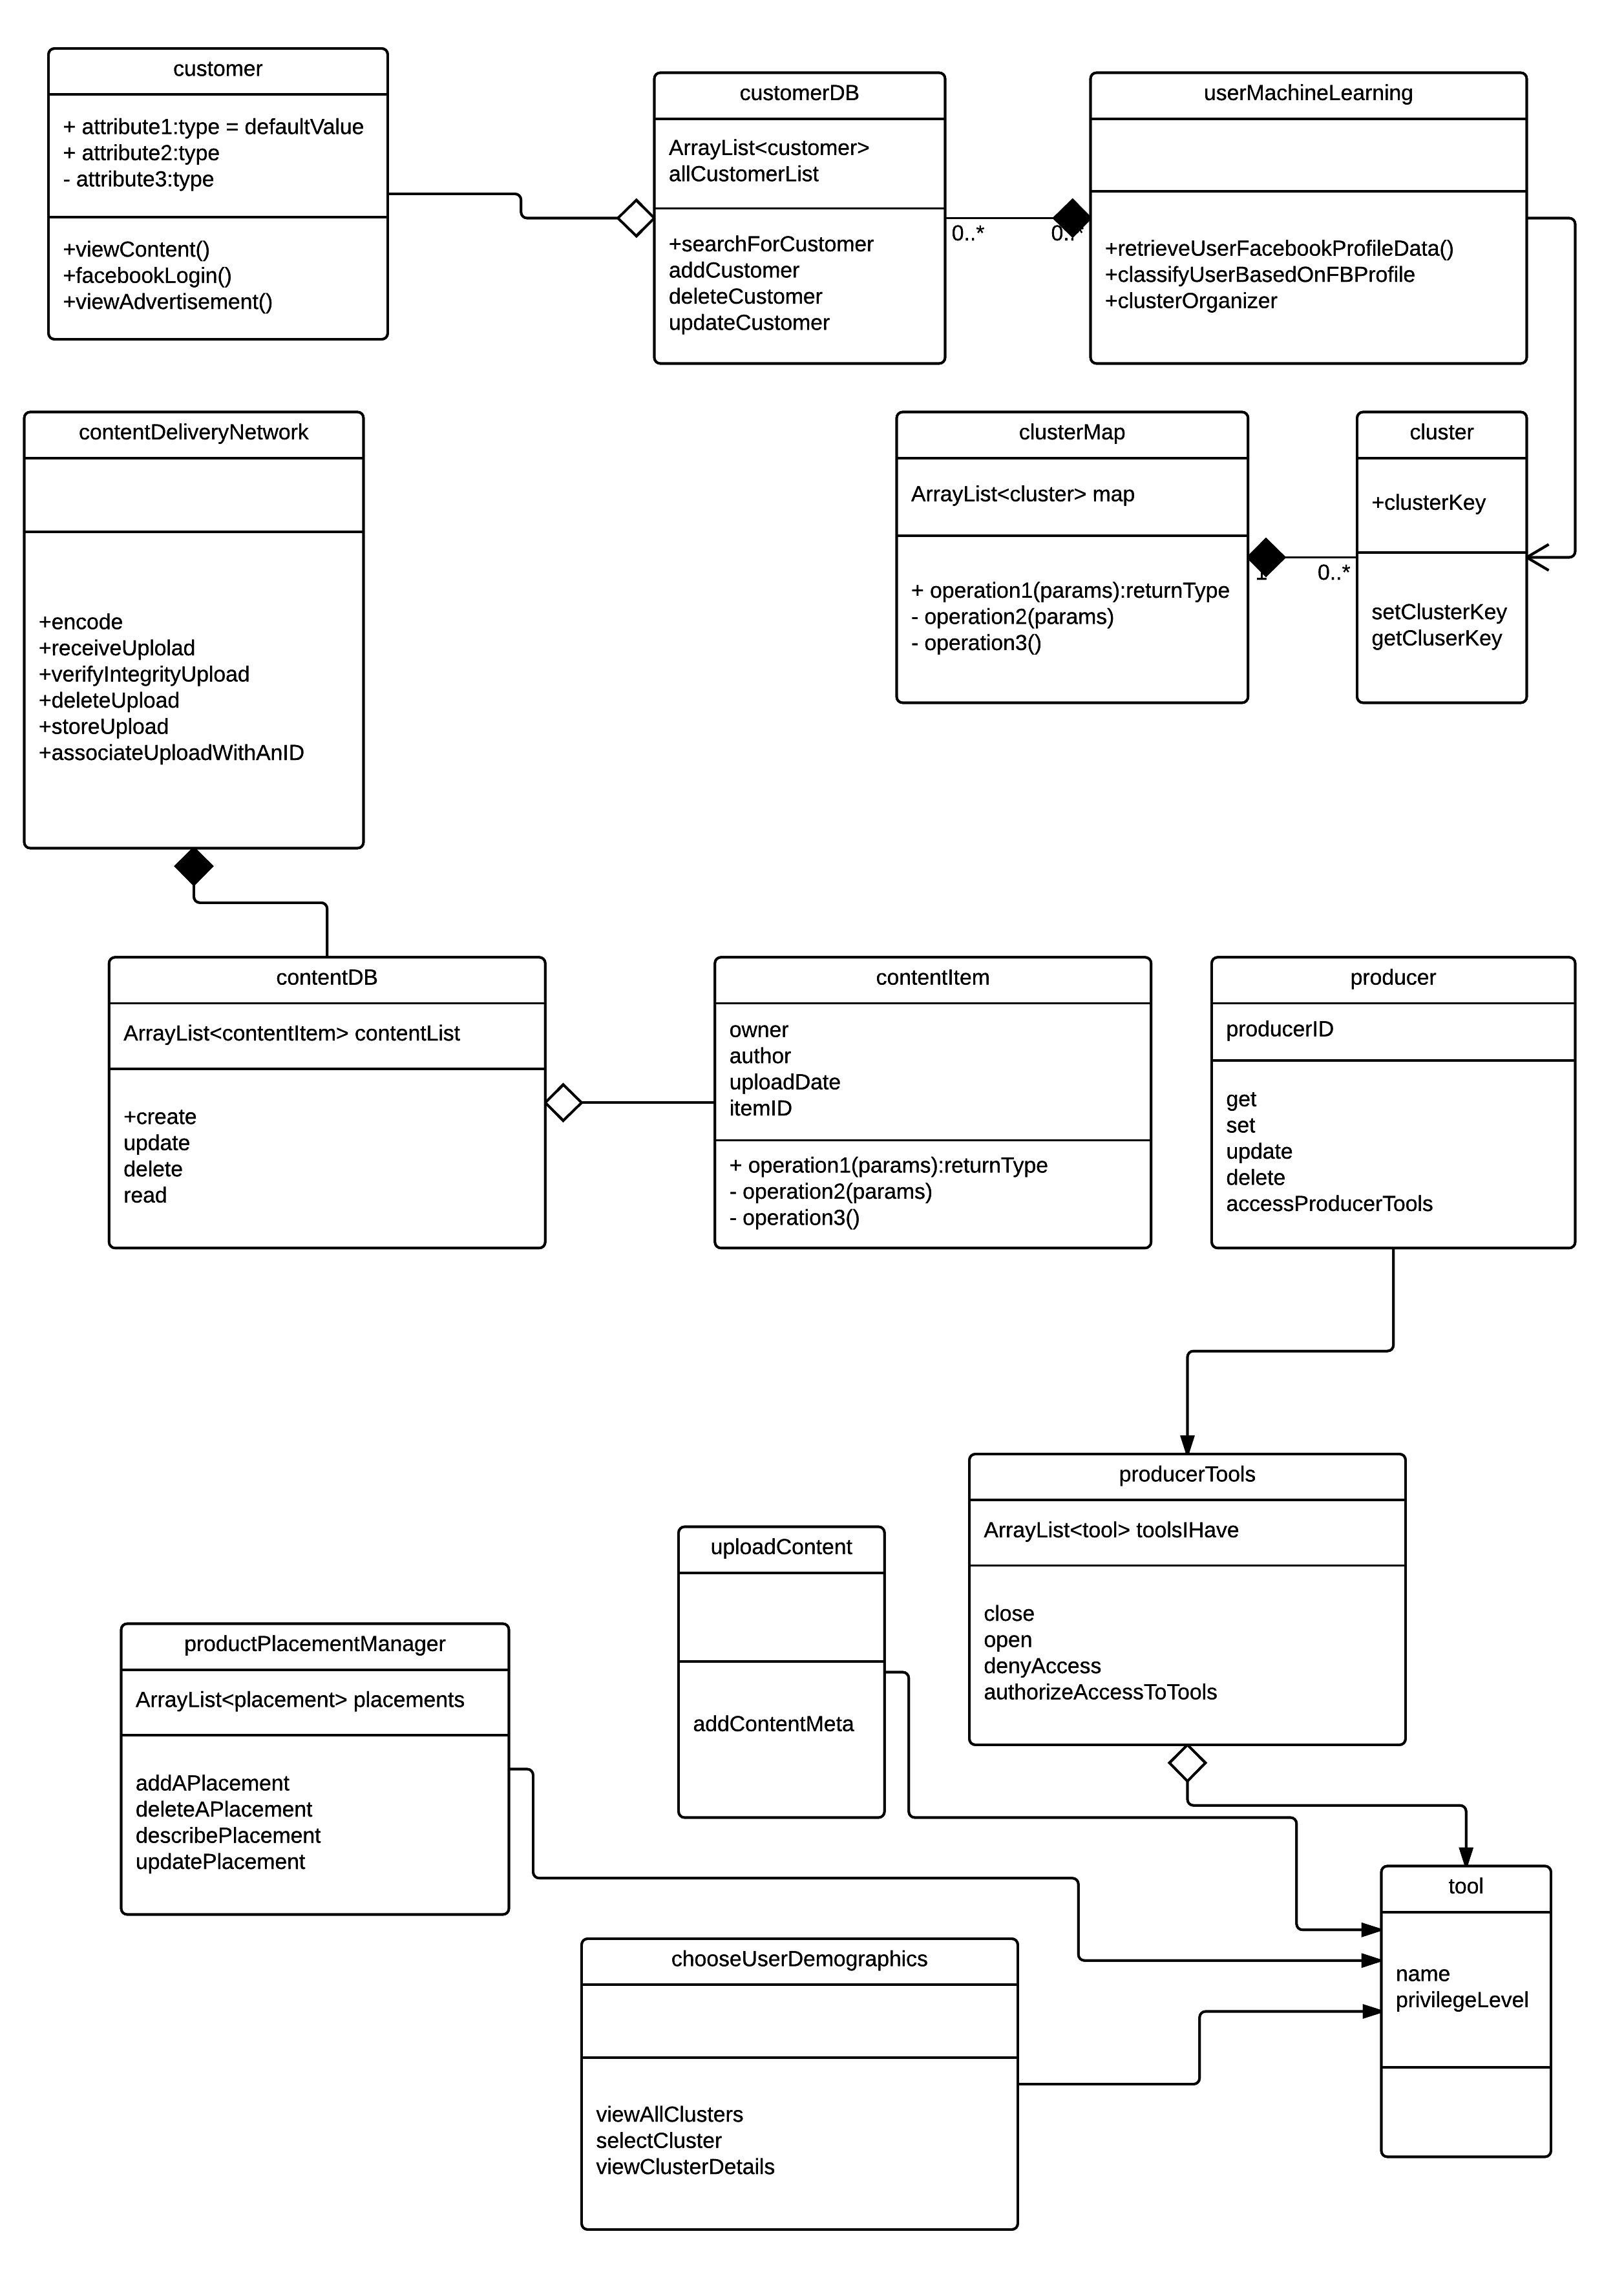 customer
+ attribute1:type = defaultValue
+ attribute2:type
- attribute3:type
+viewContent()
+facebookLogin()
+viewAdvertisement()
customerDB
ArrayList<customer>
allCustomerList
+searchForCustomer
addCustomer
deleteCustomer
updateCustomer
0..*
0..*
userMachineLearning
+retrieveUserFacebookProfileData()
+classifyUserBasedOnFBProfile
+clusterOrganizer
contentDeliveryNetwork
+encode
+receiveUplolad
+verifyIntegrityUpload
+deleteUpload
+storeUpload
+associateUploadWithAnID
clusterMap
ArrayList<cluster> map
+ operation1(params):returnType
- operation2(params)
- operation3()
1
0..*
cluster
+clusterKey
setClusterKey
getCluserKey
contentDB
ArrayList<contentItem> contentList
+create
update
delete
read
contentItem
owner
author
uploadDate
itemID
+ operation1(params):returnType
- operation2(params)
- operation3()
producer
producerID
get
set
update
delete
accessProducerTools
producerTools
ArrayList<tool> toolsIHave
close
open
denyAccess
authorizeAccessToTools
uploadContent
addContentMeta
productPlacementManager
ArrayList<placement> placements
addAPlacement
deleteAPlacement
describePlacement
updatePlacement
tool
name
privilegeLevel
chooseUserDemographics
viewAllClusters
selectCluster
viewClusterDetails